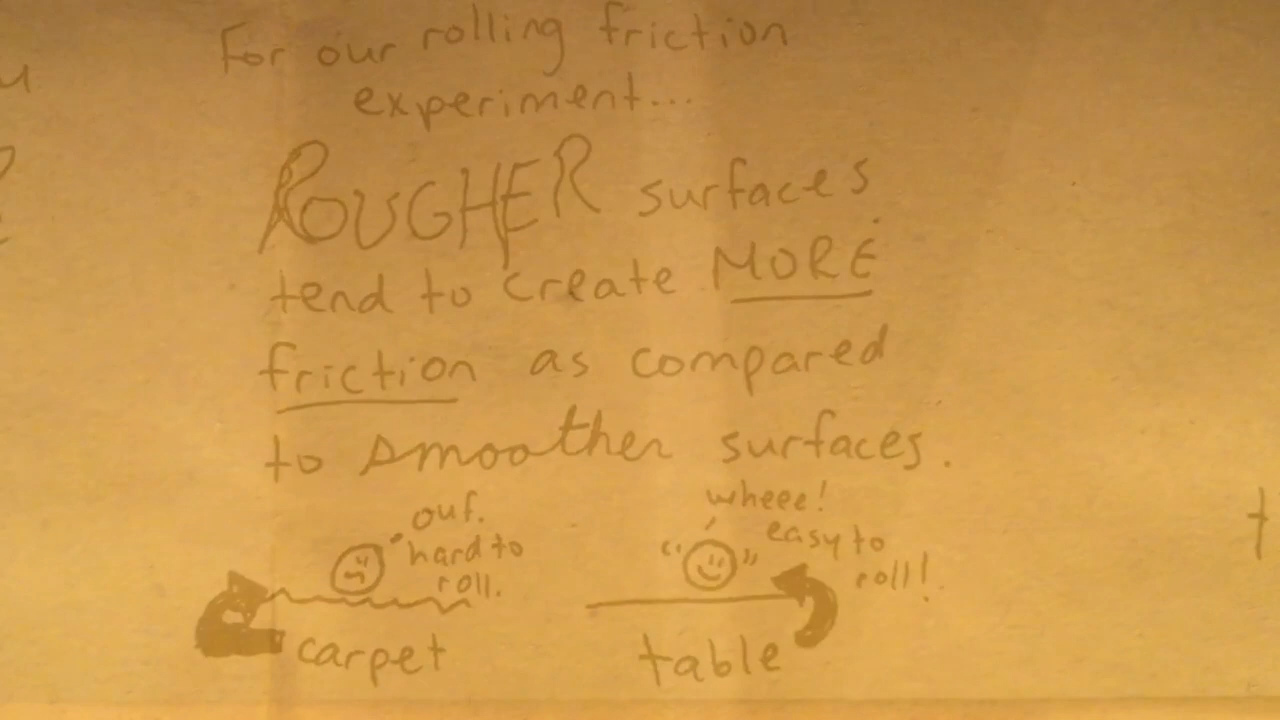 For our rolling friction
experiment...
ROUGHER surfaces
tend to create MORE
friction as compared
to smoother surfaces.
ouf.
hard to
roll.
wheee!
easy to
roll!
carpet
table